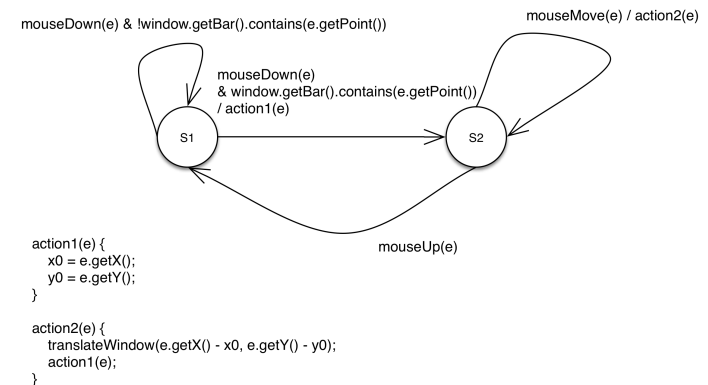 mouseDown(e) & !window.getBar().contains(e.getPoint())
mouseMove(e) / action2(e)
mouseDown(e)
& window.getBar().contains(e.getPoint())
/ action1(e)
S1
S2
mouseUp(e)
action1(e) {
x0 = e.getX();
y0 = e.getY();
}
action2(e) {
translateWindow(e.getX() - x0, e.getY() - y0);
action1(e);
}